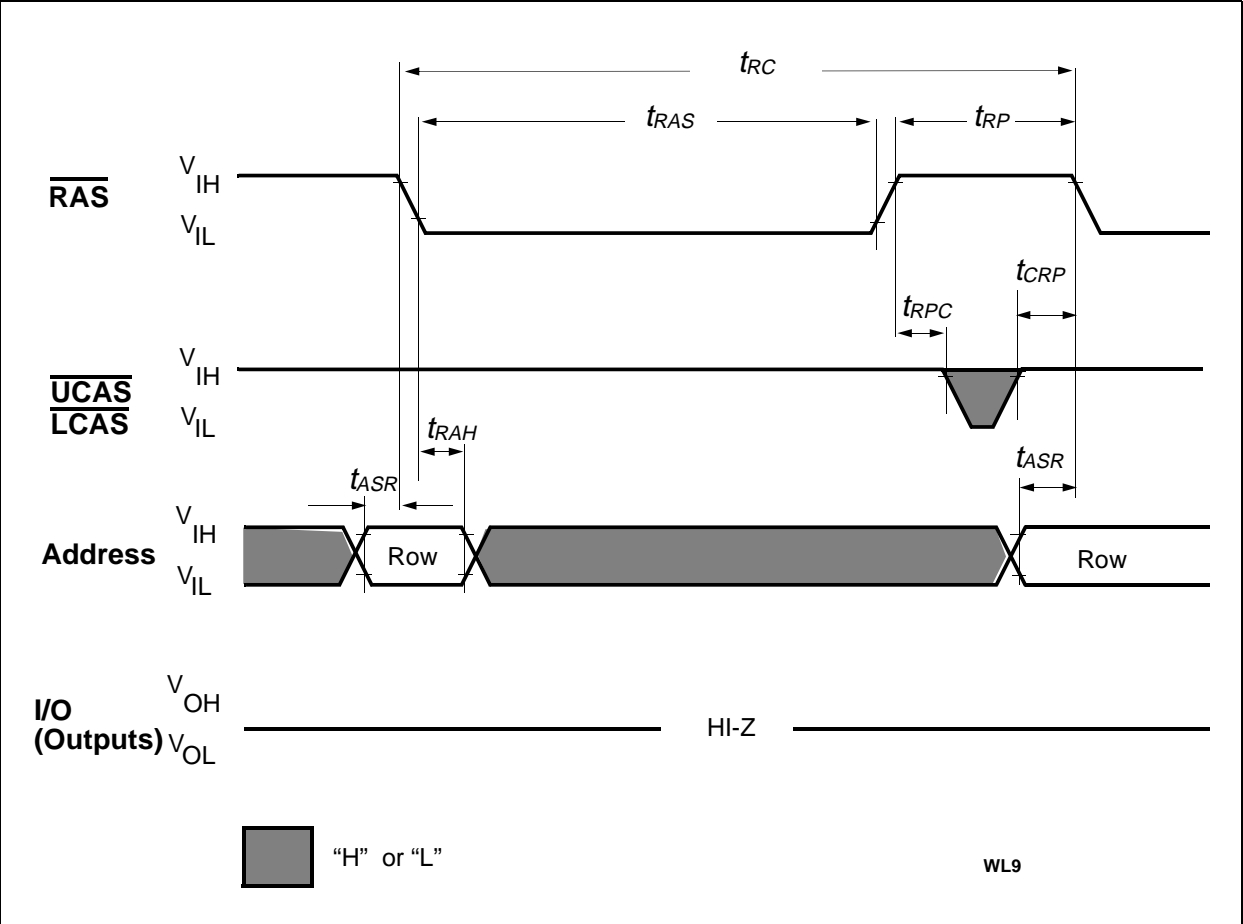 tRC
tRAS
tRP
RAS
VIH
VIL
tCRP
tRPC
UCAS
LCAS
VIH
VIL
tRAH
tASR
tASR
Address
VIH
VIL
Row
Row
I/O
(Outputs)
VOH
VOL
HI-Z
“H” or “L”
WL9